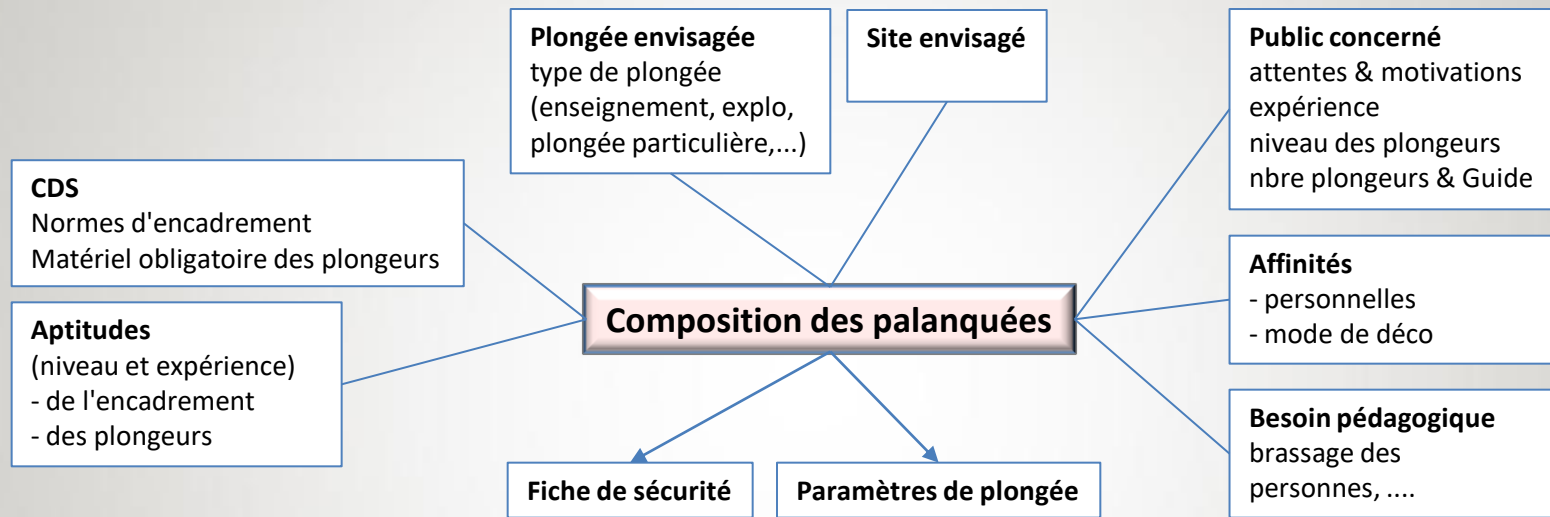 Plongée envisagée
type de plongée
(enseignement, explo,
plongée particulière,...)
Site envisagé
Public concerné
attentes & motivations
expérience
niveau des plongeurs
nbre plongeurs & Guide
CDS
Normes d'encadrement
Matériel obligatoire des plongeurs
Aptitudes
(niveau et expérience)
- de l'encadrement
- des plongeurs
Composition des palanquées
Affinités
- personnelles
- mode de déco
Besoin pédagogique
brassage des
personnes, ....
Fiche de sécurité
Paramètres de plongée